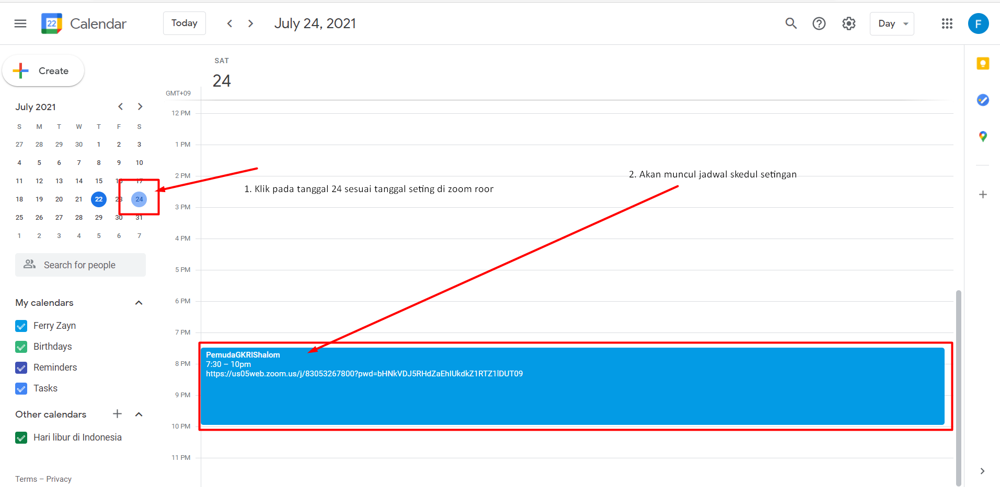 22 Calendar Today July 24, 2021 Day F
Create
SAT
24
GMT+09
July 2021
S M T W T F S
27 28 29 30 1 2 3
4 5 6 7 8 9 10
11 12 13 14 15 16 17
18 19 20 21 22 23 24
25 26 27 28 29 30 31
1 2 3 4 5 6 7
Search for people
My calendars
Ferry Zayn
Birthdays
Reminders
Tasks
Other calendars
Hari libur di Indonesia
Terms – Privacy
12 PM
1 PM
2 PM
3 PM
4 PM
5 PM
6 PM
7 PM
8 PM
9 PM
10 PM
11 PM
1. Klik pada tanggal 24 sesuai tanggal seting di zoom roor
2. Akan muncul jadwal skedul setingan
PemudaGKRIShalom
7:30 – 10pm
https://us05web.zoom.us/j/83053267800?pwd=bHNkVDJ5RHdZaEhIUkdkZ1RTZ1lDUT09